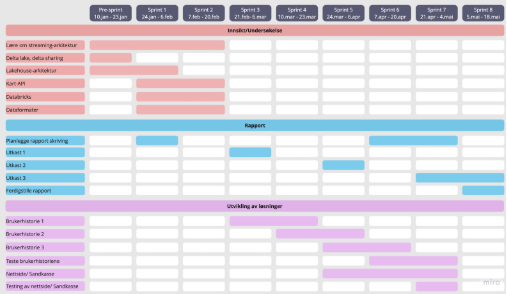 Pre-sprint Sprint 1 Sprint 2 Sprint 3 Sprint 4 Sprint 5 Sprint 6 Sprint 7 Sprint 8
10.jan - 23.jan 24.jan - 6.feb 7.feb - 20.feb 21.feb- 6.mar 10.mar - 23.mar 24.mar - 6.apr 7.apr - 20.apr 21.apr - 4.mai 5.mai - 18.mai
Innsikt/Undersøkelse
Lære om streaming-arkitektur
Delta lake, delta sharing
Lakehouse-arkitektur
Kart-API
Databricks
Dataformater
Rapport
Planlegge rapport skriving
Utkast 1
Utkast 2
Utkast 3
Ferdigstille rapport
Utvikling av løsninger
Brukerhistorie 1
Brukerhistorie 2
Brukerhistorie 3
Teste brukerhistoriene
Nettside/ Sandkasse
Testing av nettside/ Sandkasse
miro